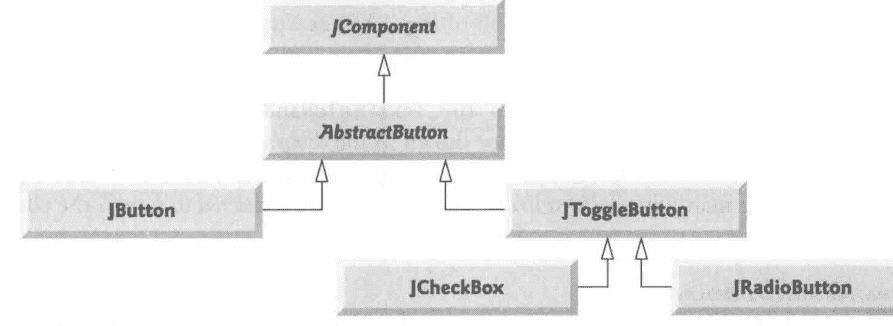 JComponent
AbstractButton
JButton
JToggleButton
JCheckBox
JRadioButton